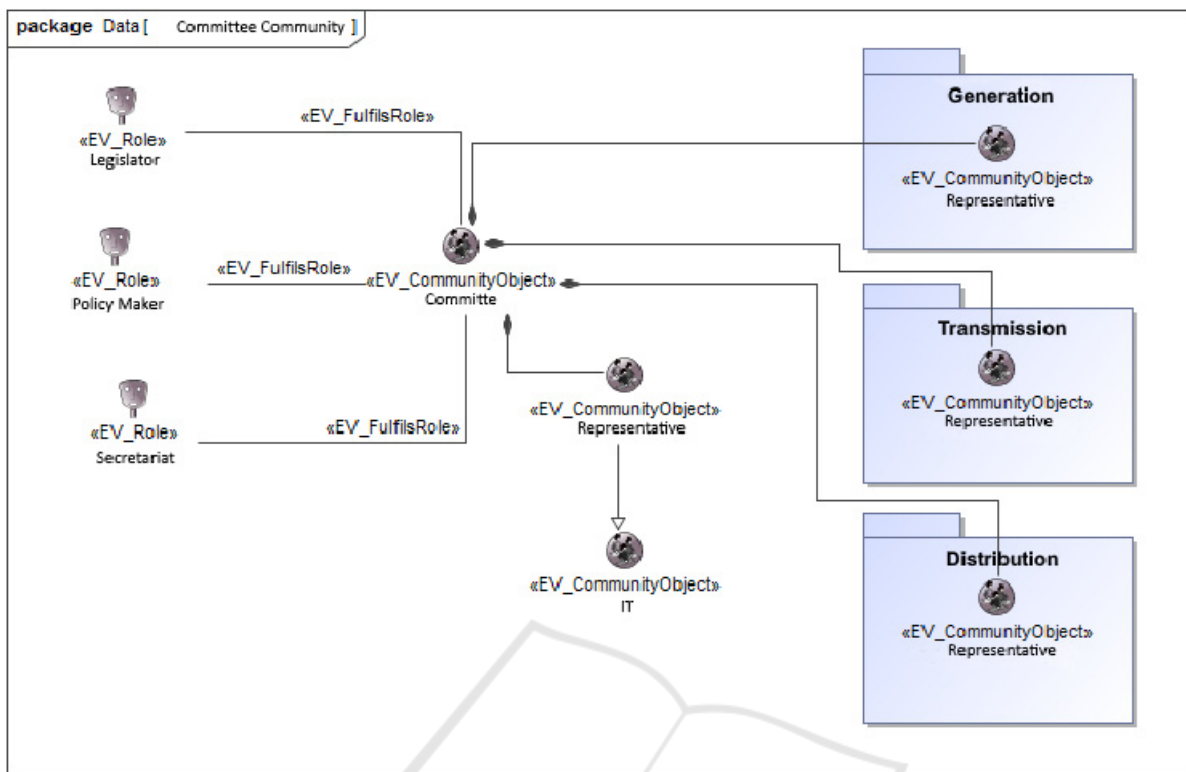 package Data [ Committee Community ]
«EV_Role»
Legislator
«EV_FulfilsRole»
«EV_Role»
Policy Maker
«EV_FulfilsRole»
«EV_CommunityObject»
Committe
«EV_Role»
Secretariat
«EV_FulfilsRole»
«EV_CommunityObject»
Representative
«EV_CommunityObject»
IT
Generation
«EV_CommunityObject»
Representative
Transmission
«EV_CommunityObject»
Representative
Distribution
«EV_CommunityObject»
Representative